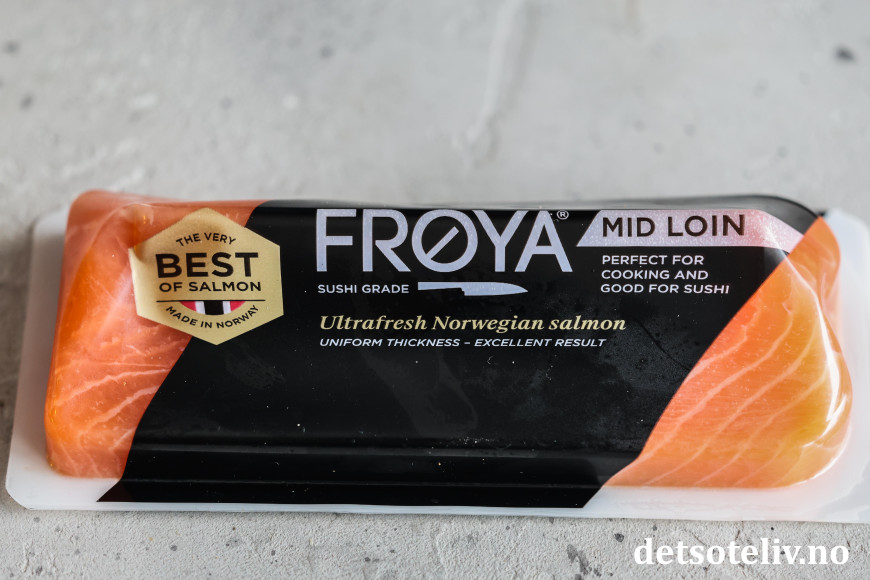 THE VERY
BEST
OF SALMON
MADE IN NORWAY
FRØYA®
SUSHI GRADE
Ultrafresh Norwegian salmon
UNIFORM THICKNESS – EXCELLENT RESULT
MID LOIN
PERFECT FOR
COOKING AND
GOOD FOR SUSHI
detsoteliv.no